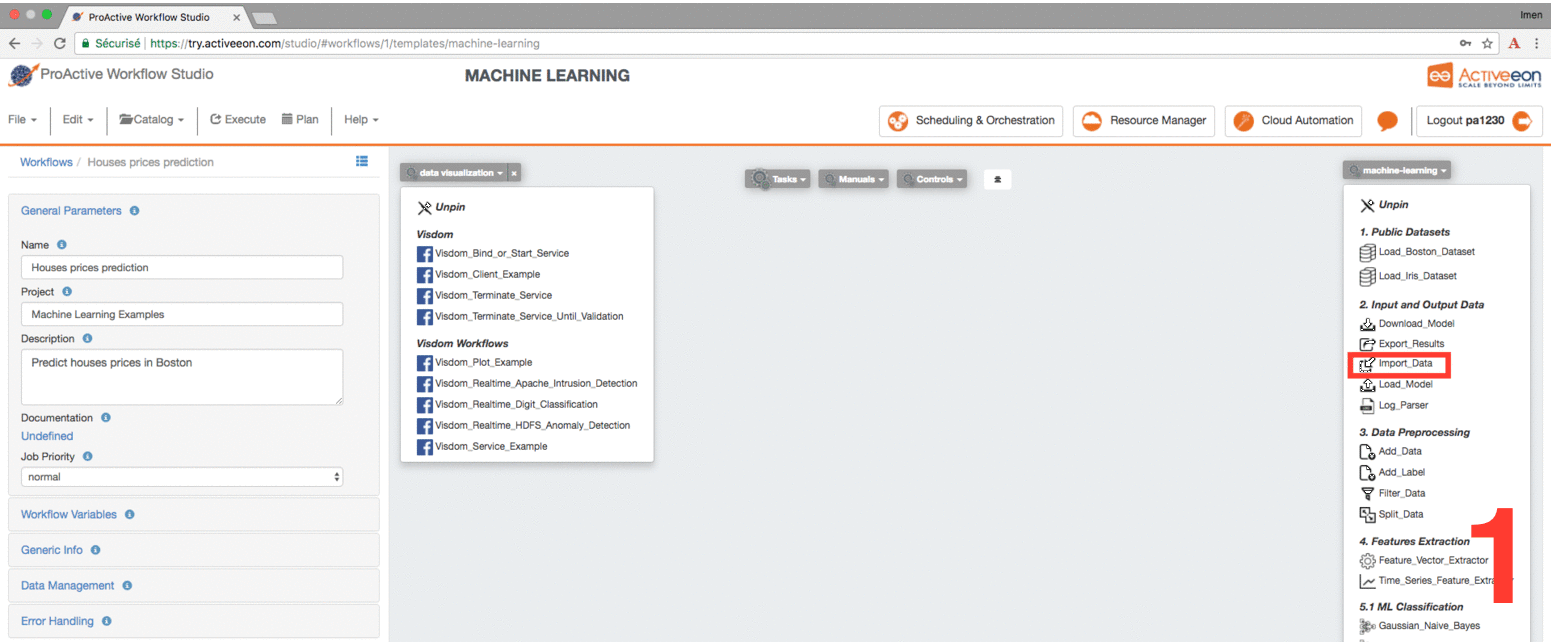 ProActive Workflow Studio
Imen
Sécurisé https://try.activeeon.com/studio/#workflows/1/templates/machine-learning
A
ProActive Workflow Studio
MACHINE LEARNING
ee ACTIVEeon
SCALE BEYOND LIMITS
File Edit Catalog Execute Plan Help
Scheduling & Orchestration Resource Manager Cloud Automation Logout pa1230
Workflows / Houses prices prediction
General Parameters
Name
Houses prices prediction
Project
Machine Learning Examples
Description
Predict houses prices in Boston
Documentation
Undefined
Job Priority
normal
Workflow Variables
Generic Info
Data Management
Error Handling
data visualization
Unpin
Visdom
Visdom_Bind_or_Start_Service
Visdom_Client_Example
Visdom_Terminate_Service
Visdom_Terminate_Service_Until_Validation
Visdom Workflows
Visdom_Plot_Example
Visdom_Realtime_Apache_Intrusion_Detection
Visdom_Realtime_Digit_Classification
Visdom_Realtime_HDFS_Anomaly_Detection
Visdom_Service_Example
Tasks Manuals Controls
machine-learning
Unpin
1. Public Datasets
Load_Boston_Dataset
Load_Iris_Dataset
2. Input and Output Data
Download_Model
Export_Results
Import_Data
Load_Model
Log_Parser
3. Data Preprocessing
Add_Data
Add_Label
Filter_Data
Split_Data
4. Features Extraction
Feature_Vector_Extractor
Time_Series_Feature_Extra
5.1 ML Classification
Gaussian_Naive_Bayes
1